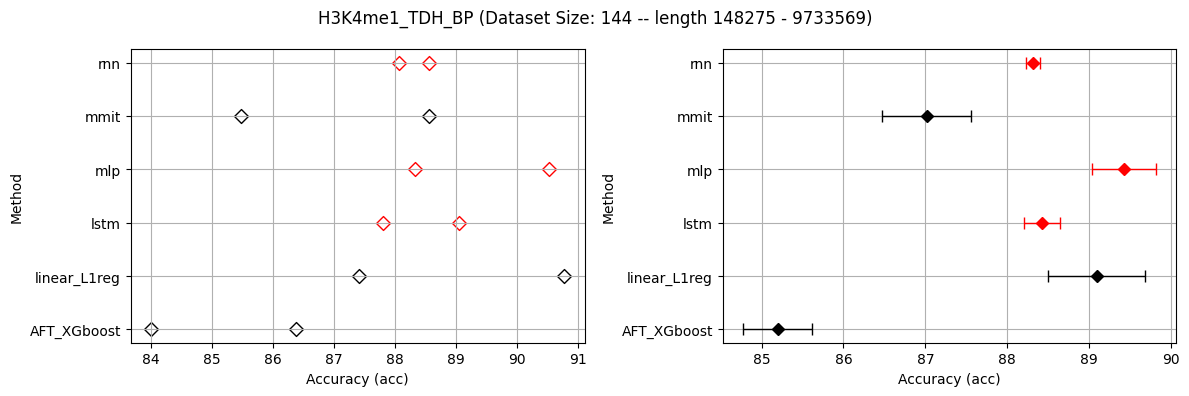 H3K4me1_TDH_BP (Dataset Size: 144 -- length 148275 - 9733569)
Method
rnn
mmit
mlp
lstm
linear_L1reg
AFT_XGboost
84 85 86 87 88 89 90 91
Accuracy (acc)
Method
rnn
mmit
mlp
lstm
linear_L1reg
AFT_XGboost
85 86 87 88 89 90
Accuracy (acc)